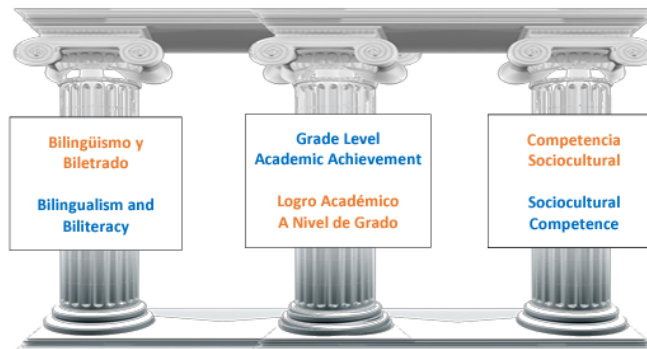 Bilingüismo y
Biletrado
Bilingualism and
Biliteracy
Grade Level
Academic Achievement
Logro Académico
A Nivel de Grado
Competencia
Sociocultural
Sociocultural
Competence